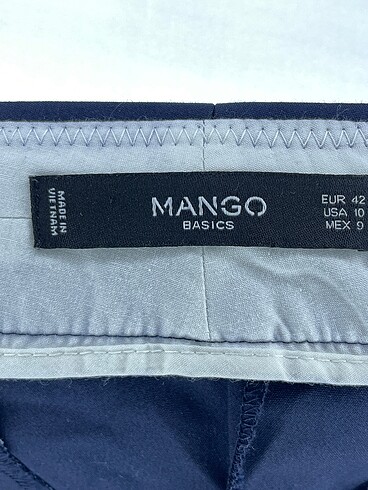 MADE IN
VIETNAM
MANGO
BASICS
EUR 42
USA 10
MEX 9